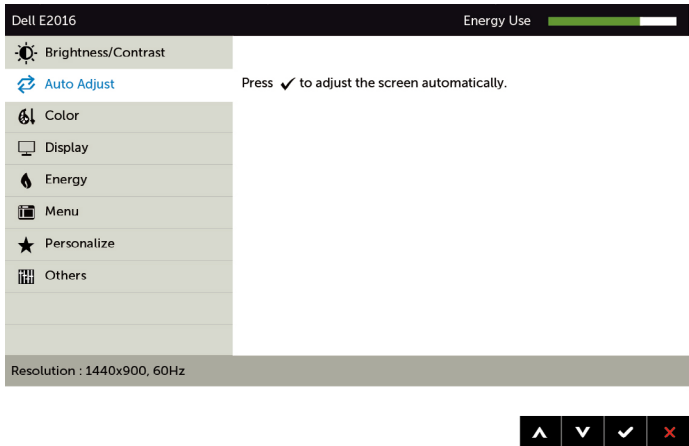 Dell E2016
Energy Use
Brightness/Contrast
Auto Adjust
Press ✓ to adjust the screen automatically.
Color
Display
Energy
Menu
Personalize
Others
Resolution : 1440x900, 60Hz